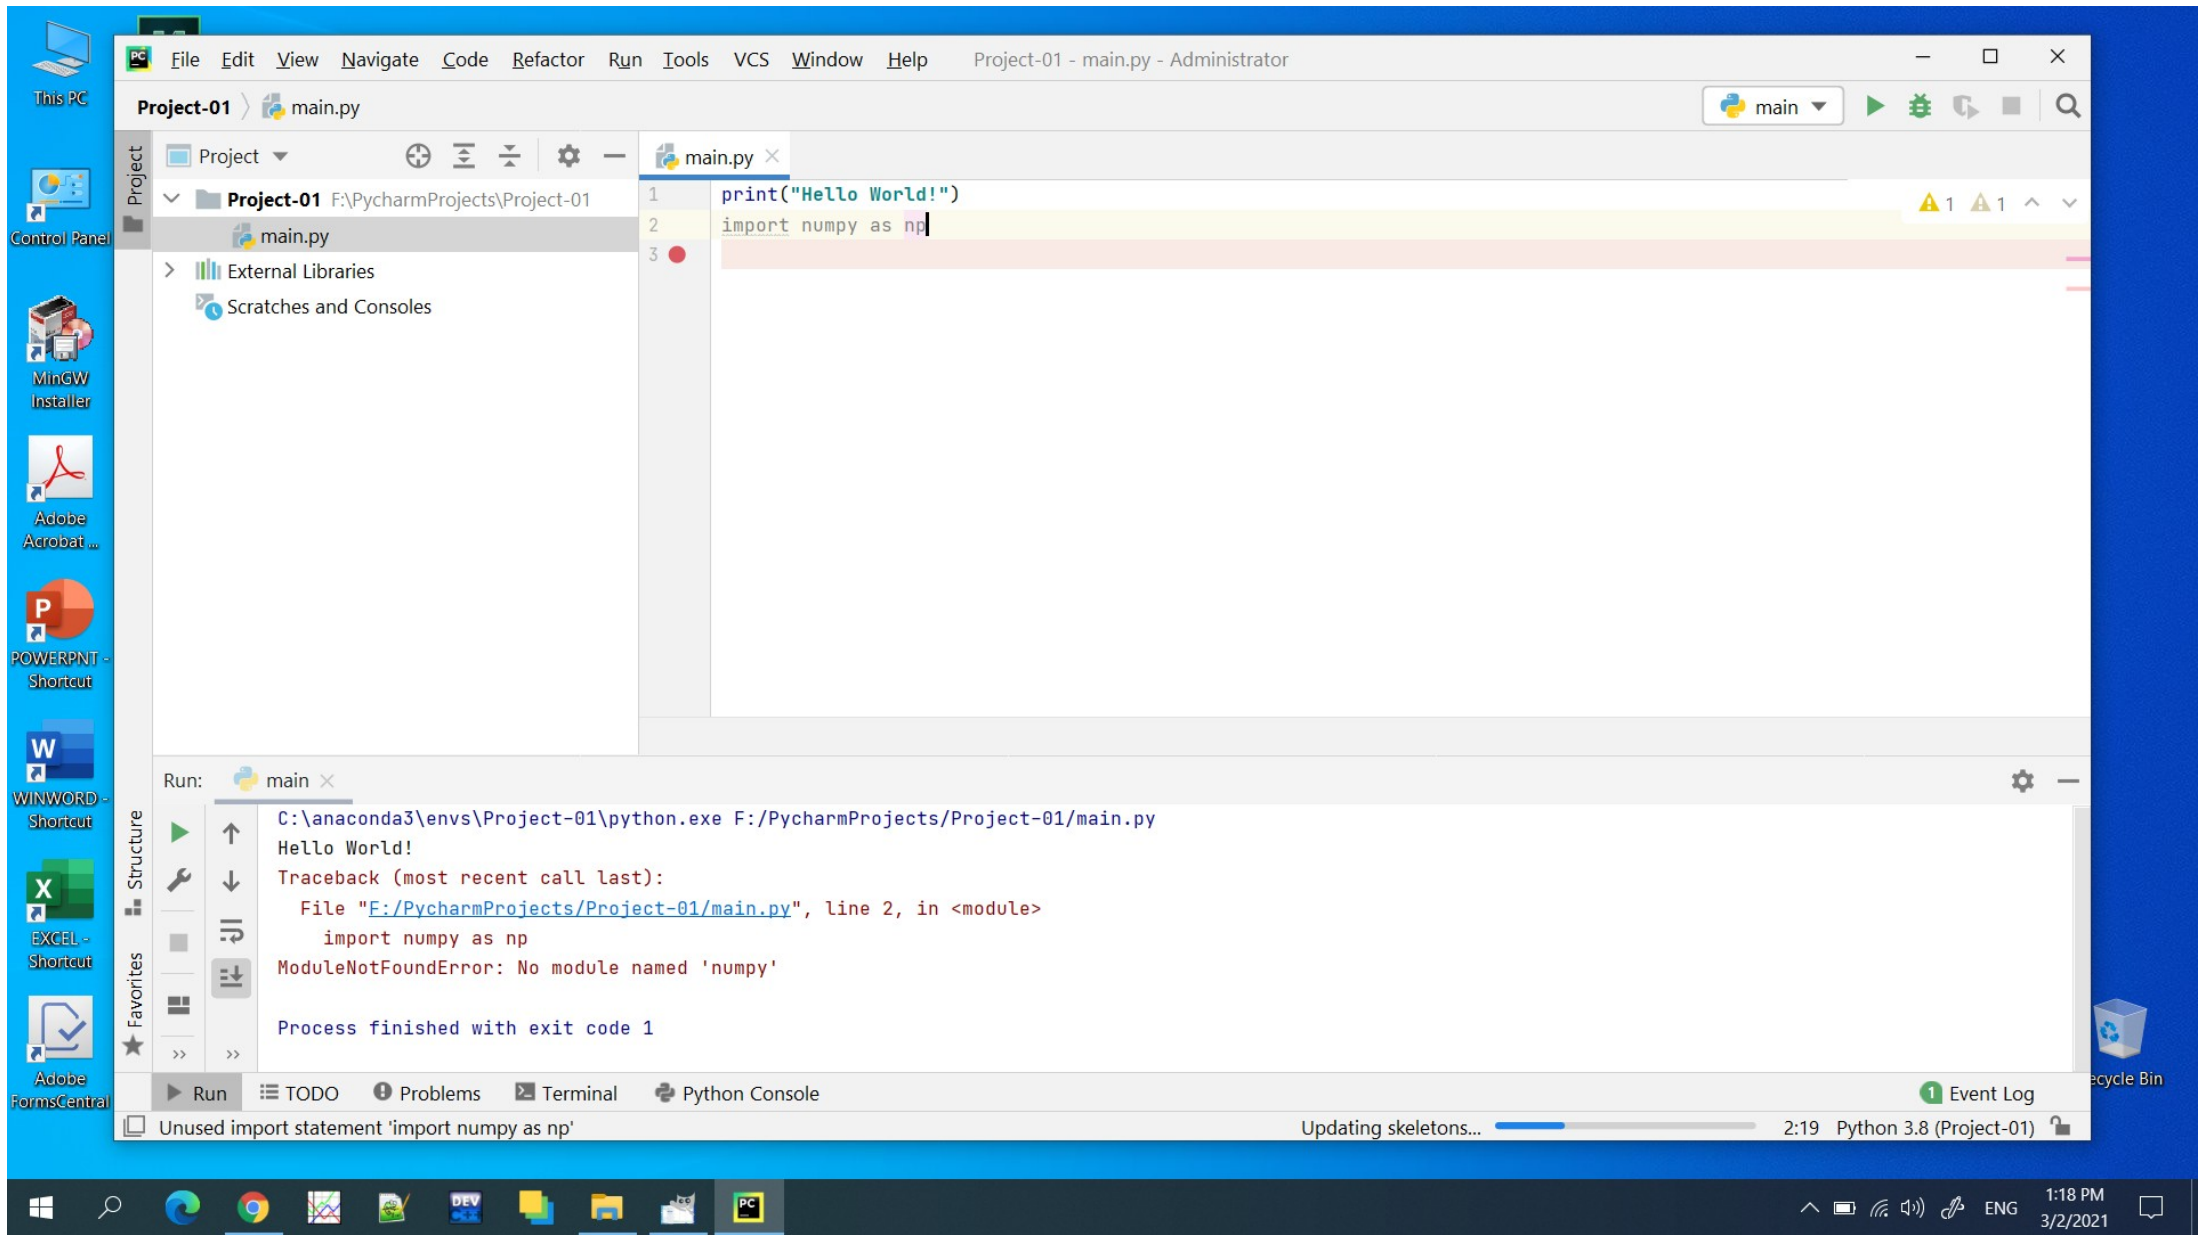 This PC
Control Panel
MinGW
Installer
Adobe
Acrobat ...
POWERPNT -
Shortcut
WINWORD -
Shortcut
EXCEL -
Shortcut
Adobe
FormsCentral
File Edit View Navigate Code Refactor Run Tools VCS Window Help Project-01 - main.py - Administrator
Project-01 main.py
main
Project
Project
main.py
Project-01 F:\PycharmProjects\Project-01
main.py
External Libraries
Scratches and Consoles
1 print("Hello World!")
2 import numpy as np
3
1 1
Run: main
Structure
Favorites
C:\anaconda3\envs\Project-01\python.exe F:/PycharmProjects/Project-01/main.py
Hello World!
Traceback (most recent call last):
File "F:/PycharmProjects/Project-01/main.py", line 2, in <module>
import numpy as np
ModuleNotFoundError: No module named 'numpy'
Process finished with exit code 1
Run TODO Problems Terminal Python Console
1 Event Log
Unused import statement 'import numpy as np'
Updating skeletons... 2:19 Python 3.8 (Project-01)
ecycle Bin
PC
DEV
C++
PC
ENG
1:18 PM
3/2/2021